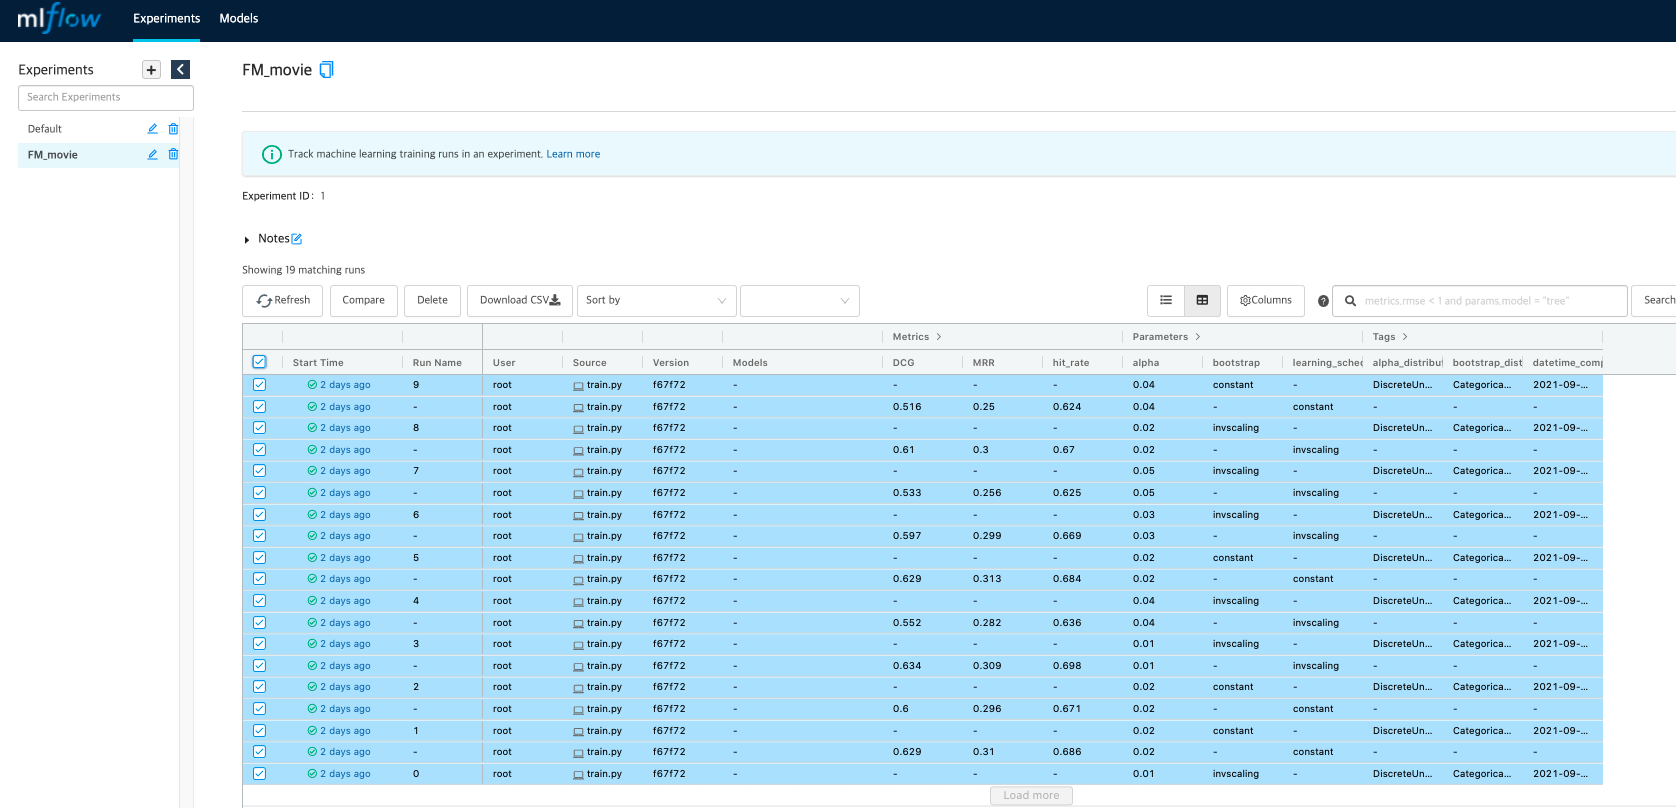 mlflow Experiments Models
Experiments +
Search Experiments
Default
FM_movie
FM_movie
Track machine learning training runs in an experiment. Learn more
Experiment ID: 1
Notes
Showing 19 matching runs
Refresh Compare Delete Download CSV Sort by Columns ? metrics.rmse < 1 and params.model = "tree" Search
Metrics > Parameters > Tags >
Start Time Run Name User Source Version Models DCG MRR hit_rate alpha bootstrap learning_sched alpha_distribut bootstrap_dist datetime_comp
2 days ago 9 root train.py f67f72 - - - - 0.04 constant - DiscreteUn... Categorica... 2021-09-...
2 days ago - root train.py f67f72 - 0.516 0.25 0.624 0.04 - constant - - -
2 days ago 8 root train.py f67f72 - - - - 0.02 invscaling - DiscreteUn... Categorica... 2021-09-...
2 days ago - root train.py f67f72 - 0.61 0.3 0.67 0.02 - invscaling - - -
2 days ago 7 root train.py f67f72 - - - - 0.05 invscaling - DiscreteUn... Categorica... 2021-09-...
2 days ago - root train.py f67f72 - 0.533 0.256 0.625 0.05 - invscaling - - -
2 days ago 6 root train.py f67f72 - - - - 0.03 invscaling - DiscreteUn... Categorica... 2021-09-...
2 days ago - root train.py f67f72 - 0.597 0.299 0.669 0.03 - invscaling - - -
2 days ago 5 root train.py f67f72 - - - - 0.02 constant - DiscreteUn... Categorica... 2021-09-...
2 days ago - root train.py f67f72 - 0.629 0.313 0.684 0.02 - constant - - -
2 days ago 4 root train.py f67f72 - - - - 0.04 invscaling - DiscreteUn... Categorica... 2021-09-...
2 days ago - root train.py f67f72 - 0.552 0.282 0.636 0.04 - invscaling - - -
2 days ago 3 root train.py f67f72 - - - - 0.01 invscaling - DiscreteUn... Categorica... 2021-09-...
2 days ago - root train.py f67f72 - 0.634 0.309 0.698 0.01 - invscaling - - -
2 days ago 2 root train.py f67f72 - - - - 0.02 constant - DiscreteUn... Categorica... 2021-09-...
2 days ago - root train.py f67f72 - 0.6 0.296 0.671 0.02 - constant - - -
2 days ago 1 root train.py f67f72 - - - - 0.02 constant - DiscreteUn... Categorica... 2021-09-...
2 days ago - root train.py f67f72 - 0.629 0.31 0.686 0.02 - constant - - -
2 days ago 0 root train.py f67f72 - - - - 0.01 invscaling - DiscreteUn... Categorica... 2021-09-...
Load more